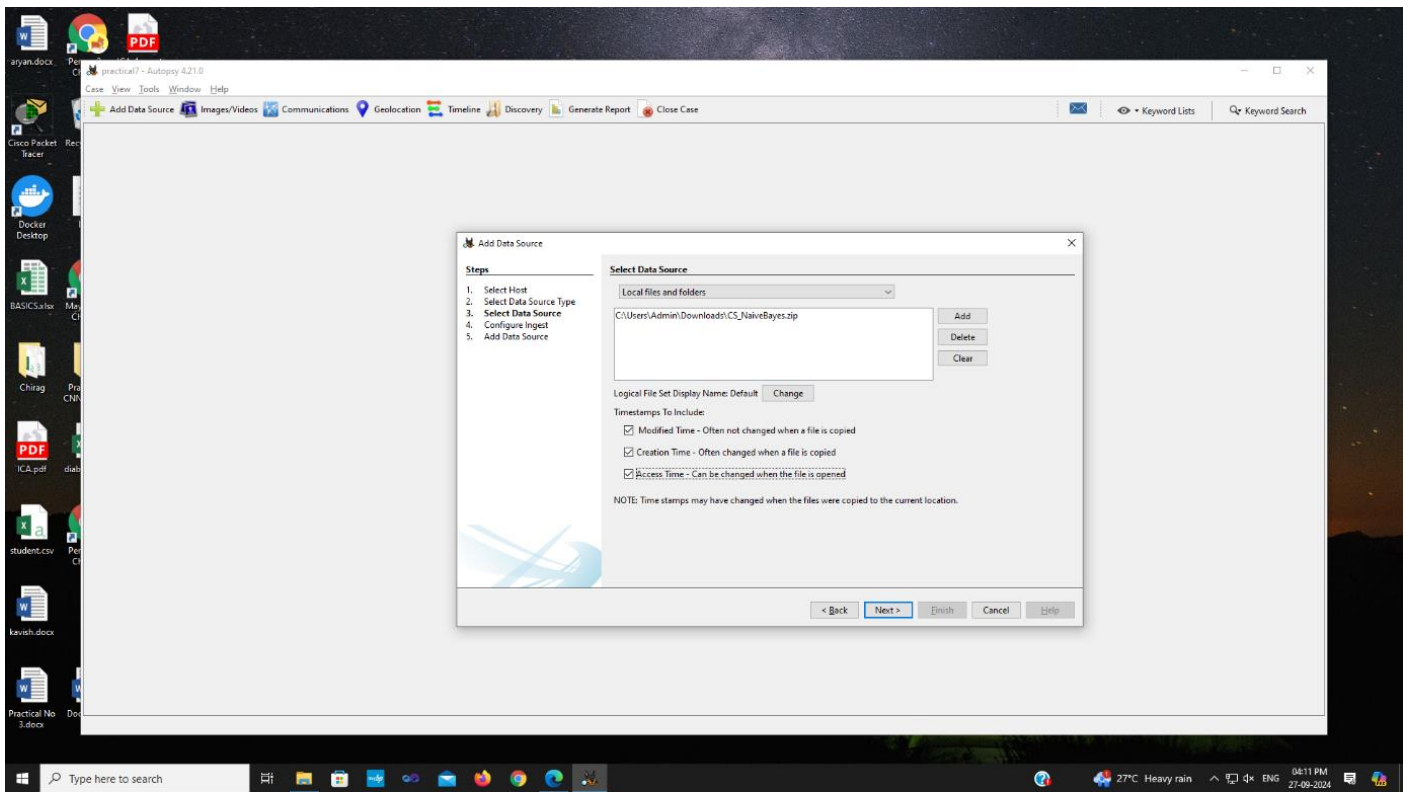 PDF
aryan.docx
practical7 - Autopsy 4.21.0
Case View Tools Window Help
Add Data Source Images/Videos Communications Geolocation Timeline Discovery Generate Report Close Case Keyword Lists Keyword Search
Cisco Packet
Tracer
Docker
Desktop
BASICS.xlsx
Chirag
PDF
ICA.pdf
student.csv
kavish.docx
Practical No
3.docx
Add Data Source
Steps
1. Select Host
2. Select Data Source Type
3. Select Data Source
4. Configure Ingest
5. Add Data Source
Select Data Source
Local files and folders
C:\Users\Admin\Downloads\CS_NaiveBayes.zip
Add
Delete
Clear
Logical File Set Display Name: Default Change
Timestamps To Include:
Modified Time - Often not changed when a file is copied
Creation Time - Often changed when a file is copied
Access Time - Can be changed when the file is opened
NOTE: Time stamps may have changed when the files were copied to the current location.
< Back Next > Finish Cancel Help
Type here to search
27°C Heavy rain ENG 04:11 PM
27-09-2024